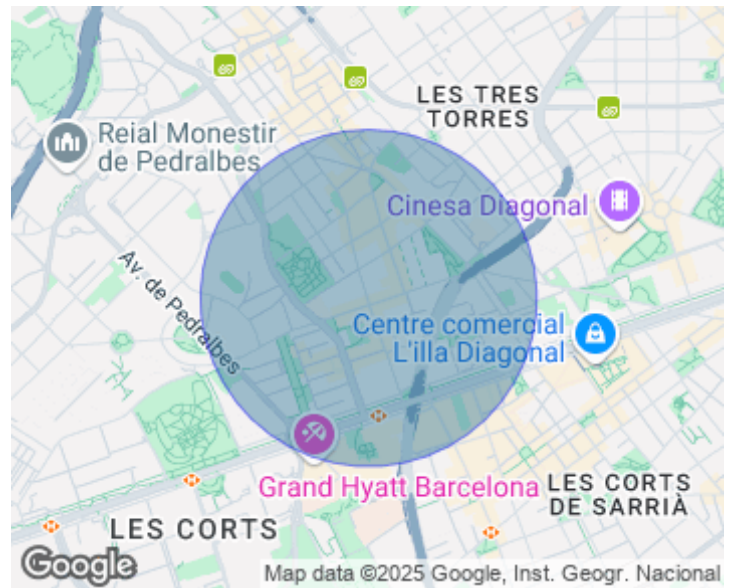 LES TRES
TORRES
Reial Monestir
de Pedralbes
Cinesa Diagonal
Av. de Pedralbes
Centre comercial
L'illa Diagonal
Grand Hyatt Barcelona
LES CORTS
DE SARRIÀ
LES CORTS
Google
Map data ©2025 Google, Inst. Geogr. Nacional